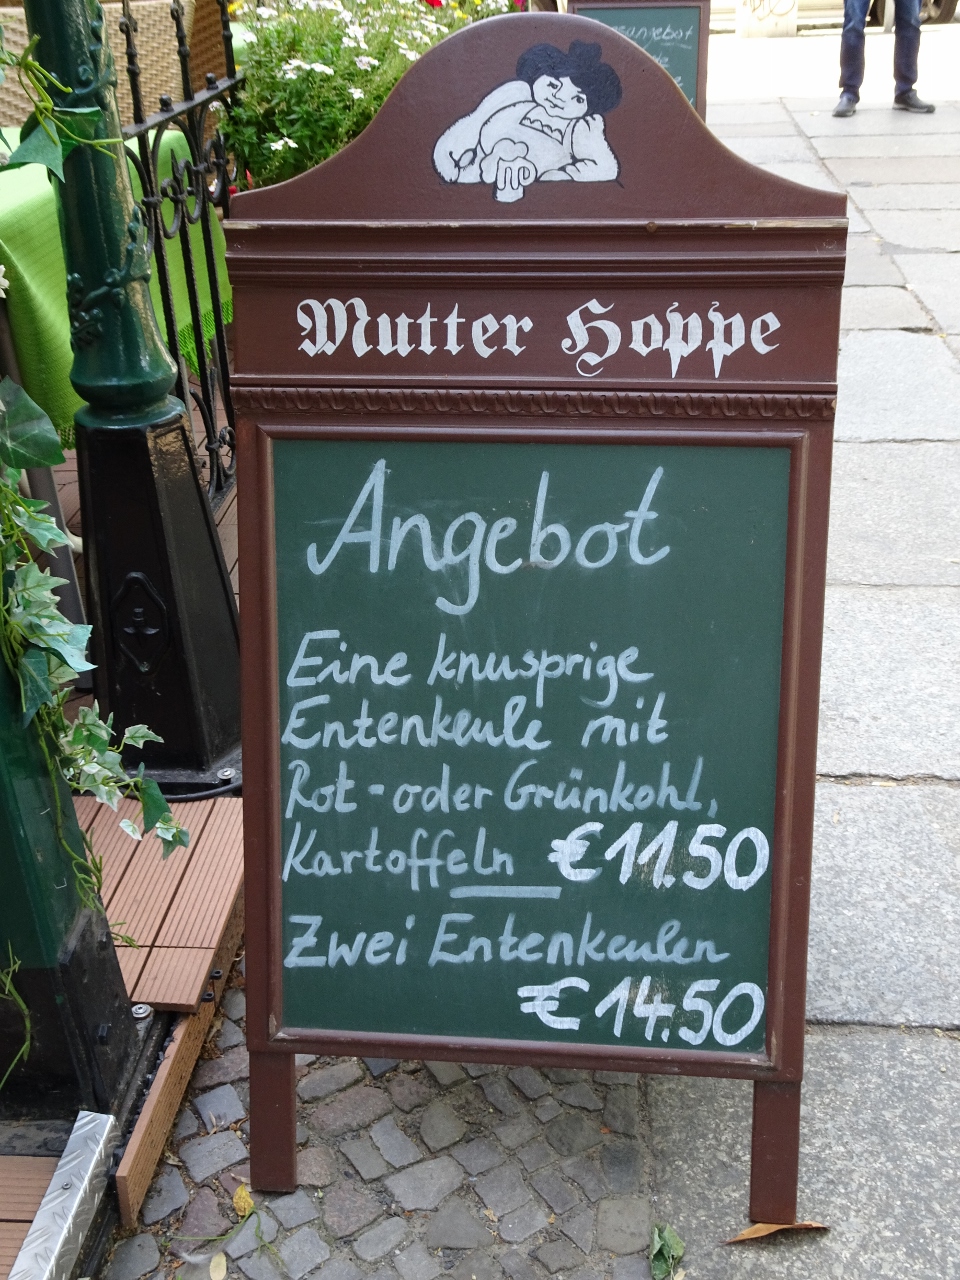 Mutter Hoppe
Angebot
Eine knusprige
Entenkeule mit
Rot- oder Grünkohl,
Kartoffeln €11.50
Zwei Entenkeulen
€14.50